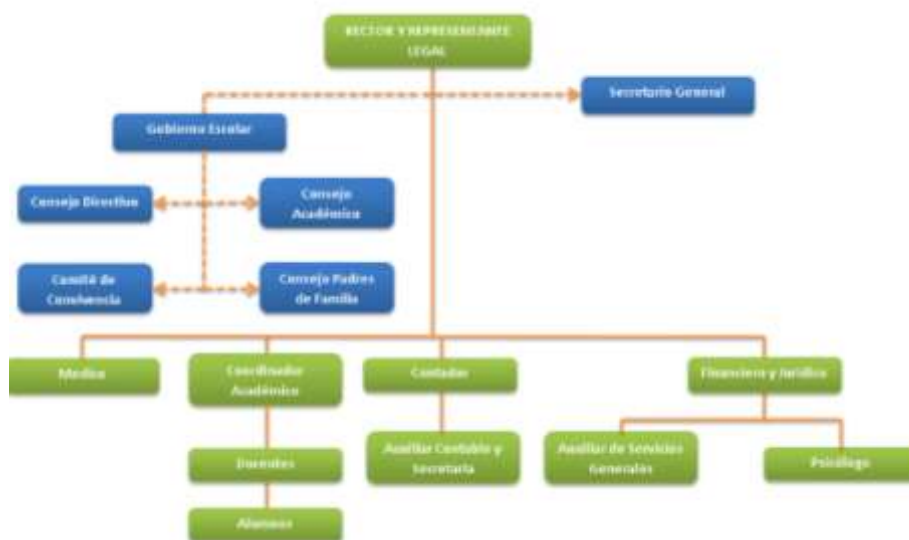 RECTOR Y REPRESENTANTE
LEGAL
Secretario General
Gobierno Escolar
Consejo Directivo
Consejo
Académico
Comité de
Convivencia
Consejo Padres
de Familia
Medico
Coordinador
Académico
Contador
Financiero y Jurídico
Docentes
Auxiliar Contable y
Secretaria
Auxiliar de Servicios
Generales
Psicólogo
Alumnos